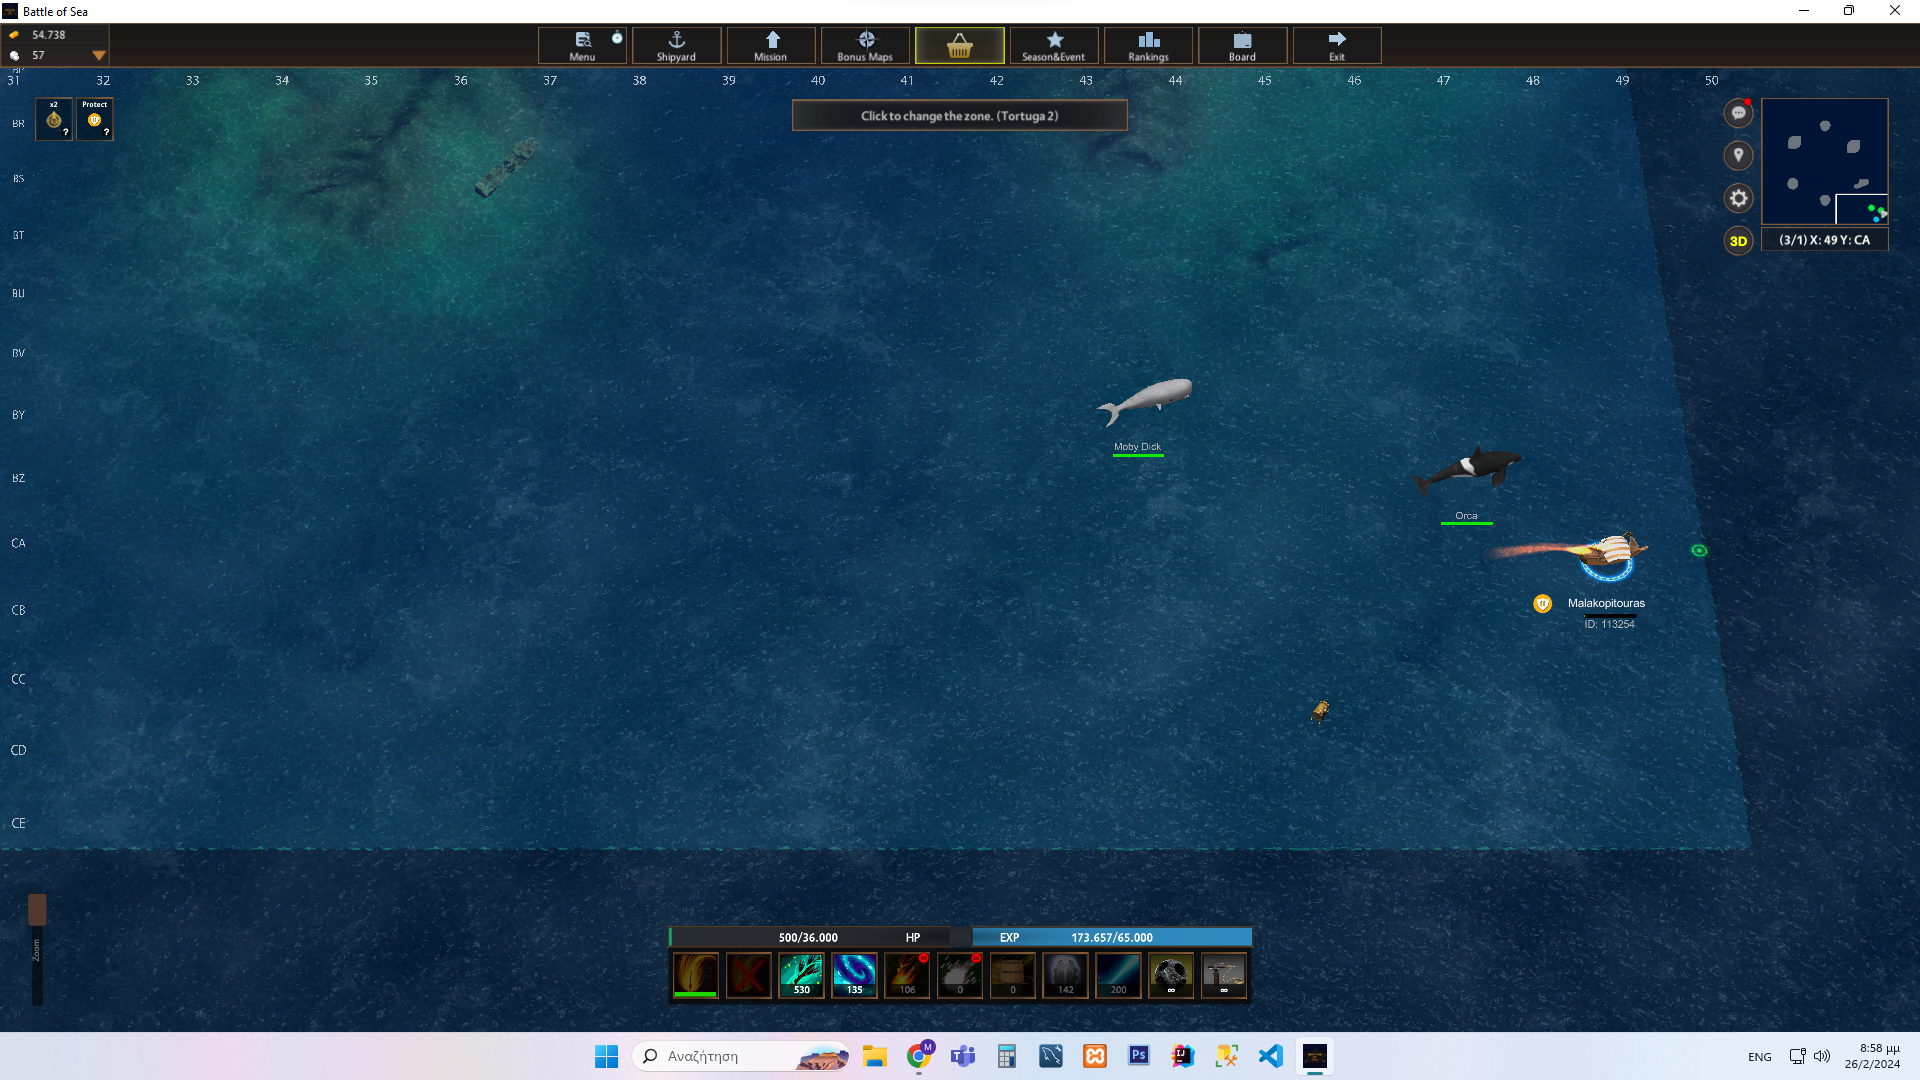 Battle of Sea
54.738
57
Menu
Shipyard
Mission
Bonus Maps
Season&Event
Rankings
Board
Exit
31 32 33 34 35 36 37 38 39 40 41 42 43 44 45 46 47 48 49 50
x2
?
Protect
?
Click to change the zone. (Tortuga 2)
BR
BS
BT
BU
BV
BY
BZ
CA
CB
CC
CD
CE
3D
(3/1) X: 49 Y: CA
Moby Dick
Orca
Malakopitouras
ID: 113254
Zoom
500/36.000 HP
EXP 173.657/65.000
530
135
106
0
0
142
200
∞
∞
Αναζήτηση
M
T
Ps
IJ
ENG
8:58 μμ
26/2/2024